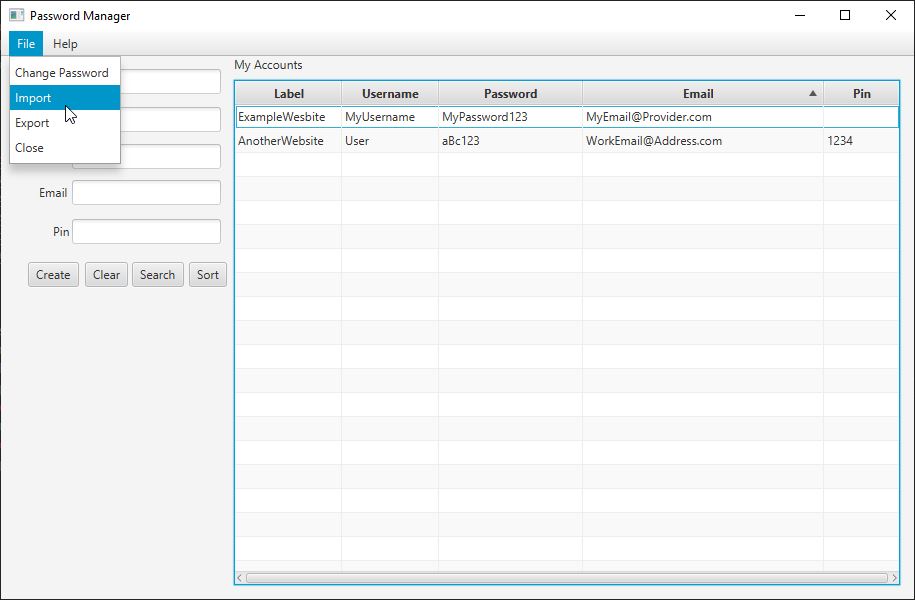 Password Manager
File Help
Change Password
Import
Export
Close
Email
Pin
Create Clear Search Sort
My Accounts
Label Username Password Email Pin
ExampleWesbite MyUsername MyPassword123 MyEmail@Provider.com
AnotherWebsite User aBc123 WorkEmail@Address.com 1234